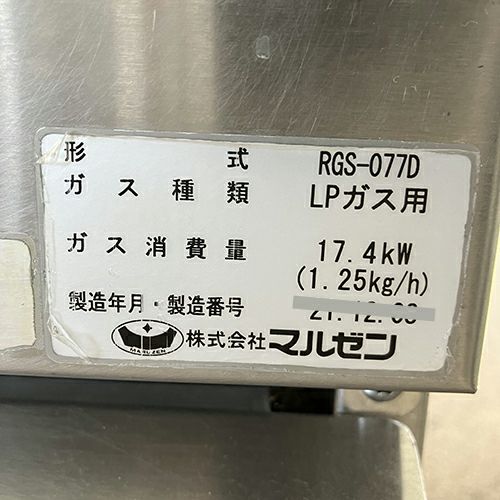 形式 RGS-077D
ガス種類 LPガス用
ガス消費量 17.4kW
(1.25kg/h)
製造年月・製造番号
MARUZEN 株式会社マルゼン